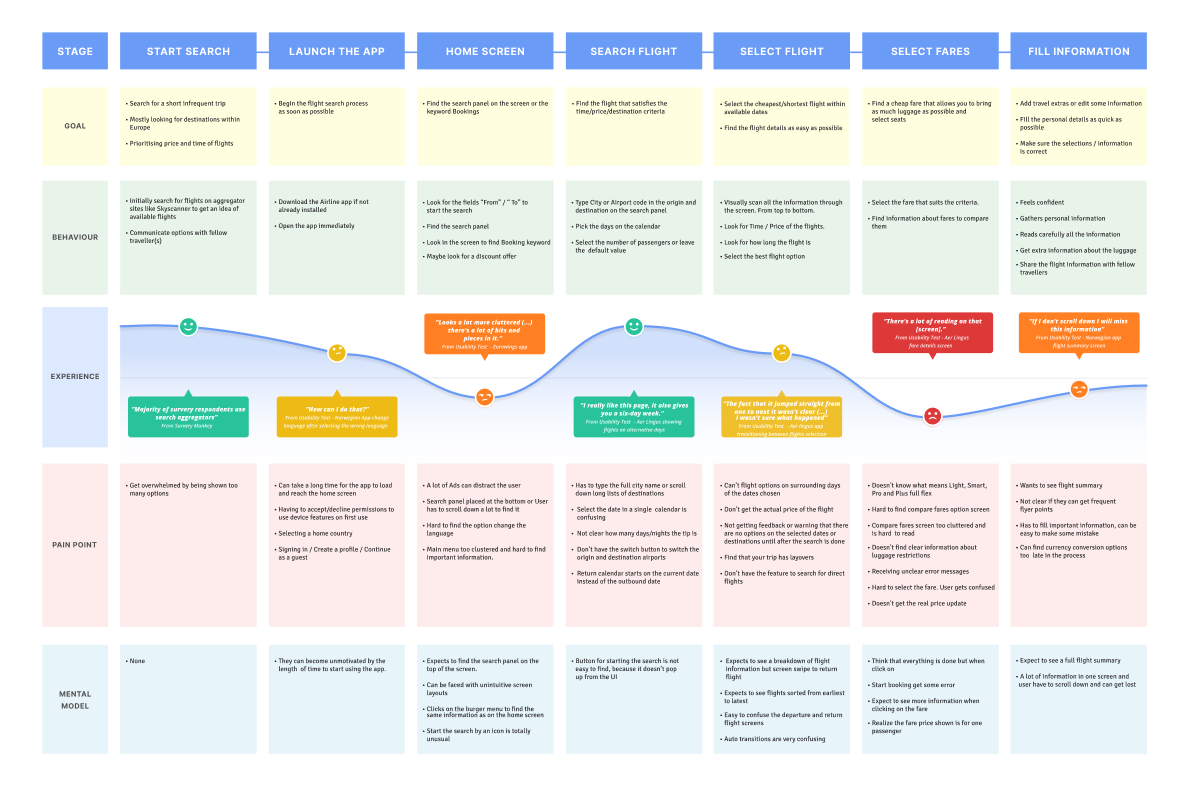 STAGE
START SEARCH
LAUNCH THE APP
HOME SCREEN
SEARCH FLIGHT
SELECT FLIGHT
SELECT FARES
FILL INFORMATION
GOAL
• Search for a short infrequent trip
• Mostly looking for destinations within
Europe
• Prioritising price and time of flights
• Begin the flight search process
as soon as possible
• Find the search panel on the screen or the
keyword Bookings
• Find the flight that satisfies the
time/price/destination criteria
• Select the cheapest/shortest flight within
available dates
• Find the flight details as easy as possible
• Find a cheap fare that allows you to bring
as much luggage as possible and
select seats
• Add travel extras or edit some information
• Fill the personal details as quick as
possible
• Make sure the selections / information
is correct
BEHAVIOUR
• Initially search for flights on aggregator
sites like Skyscanner to get an idea of
available flights
• Communicate options with fellow
traveller(s)
• Download the Airline app if not
already installed
• Open the app immediately
• Look for the fields "From" / " To" to
start the search
• Find the search panel
• Look in the screen to find Booking keyword
• Maybe look for a discount offer
• Type City or Airport code in the origin and
destination on the search panel
• Pick the days on the calendar
• Select the number of passengers or leave
the default value
• Visually scan all the information through
the screen. From top to bottom.
• Look for Time / Price of the flights.
• Look for how long the flight is
• Select the best flight option
• Select the fare that suits the criteria.
• Find information about fares to compare
them
• Feels confident
• Gathers personal information
• Reads carefully all the information
• Get extra information about the luggage
• Share the flight information with fellow
travellers
EXPERIENCE
"Majority of survery respondents use
search aggregators"
From Survey Monkey
"How can I do that?"
From Usability Test - Norwegian App change
language after selecting the wrong language
"Looks a lot more cluttered (...)
there's a lot of bits and
pieces in it."
From Usability Test - Eurowings app
"I really like this page, it also gives
you a six-day week."
From Usability Test - Aer Lingus showing
flights on alternative days
"The fact that it jumped straight from
one to next it wasn't clear (...)
I wasn't sure what happened"
From Usability Test - Aer lingus app
transitioning between flights selection
"There's a lot of reading on that
[screen]."
From Usability Test - Aer Lingus
fare details screen
"If I don't scroll down I will miss
this information"
From Usability Test - Norwegian app
flight summary screen
PAIN POINT
• Get overwhelmed by being shown too
many options
• Can take a long time for the app to load
and reach the home screen
• Having to accept/decline permissions to
use device features on first use
• Selecting a home country
• Signing in / Create a profile / Continue
as a guest
• A lot of Ads can distract the user
• Search panel placed at the bottom or User
has to scroll down a lot to find it
• Hard to find the option change the
language
• Main menu too clustered and hard to find
important information.
• Has to type the full city name or scroll
down long lists of destinations
• Select the date in a single calendar is
confusing
• Not clear how many days/nights the tip is
• Don't have the switch button to switch the
origin and destination airports
• Return calendar starts on the current date
instead of the outbound date
• Can't flight options on surrounding days
of the dates chosen
• Don't get the actual price of the flight
• Not getting feedback or warning that there
are no options on the selected dates or
destinations until after the search is done
• Find that your trip has layovers
• Don't have the feature to search for direct
flights
• Doesn't know what means Light, Smart,
Pro and Plus full flex
• Hard to find compare fares option screen
• Compare fares screen too cluttered and
is hard to read
• Doesn't find clear information about
luggage restrictions
• Receiving unclear error messages
• Hard to select the fare. User gets confused
• Doesn't get the real price update
• Wants to see flight summary
• Not clear if they can get frequent
flyer points
• Has to fill important information, can be
easy to make some mistake
• Can find currency conversion options
too late in the process
MENTAL
MODEL
• None
• They can become unmotivated by the
length of time to start using the app.
• Expects to find the search panel on the
top of the screen.
• Can be faced with unintuitive screen
layouts
• Clicks on the burger menu to find the
same information as on the home screen
• Start the search by an icon is totally
unusual
• Button for starting the search is not
easy to find, because it doesn't pop
up from the UI
• Expects to see a breakdown of flight
information but screen swipe to return
flight
• Expects to see flights sorted from earliest
to latest
• Easy to confuse the departure and return
flight screens
• Auto transitions are very confusing
• Think that everything is done but when
click on
• Start booking get some error
• Expect to see more information when
clicking on the fare
• Realize the fare price shown is for one
passenger
• Expect to see a full flight summary
• A lot of information in one screen and
user have to scroll down and can get lost